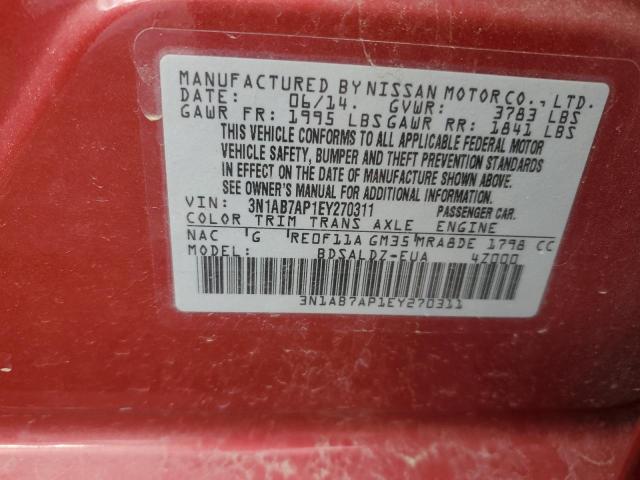 MANUFACTURED BY NISSAN MOTOR CO., LTD.
DATE: 06/14. GVWR: 3783 LBS
GAWR FR: 1995 LBS GAWR RR: 1841 LBS
THIS VEHICLE CONFORMS TO ALL APPLICABLE FEDERAL MOTOR
VEHICLE SAFETY, BUMPER AND THEFT PREVENTION STANDARDS
IN EFFECT ON THE DATE OF MANUFACTURE SHOWN ABOVE.
SEE OWNER'S MANUAL FOR ADDITIONAL INFORMATION.
VIN: 3N1AB7AP1EY270311 PASSENGER CAR.
COLOR TRIM TRANS AXLE ENGINE
NAC G RE0F11A GM35 MRA8DE 1798 CC
MODEL: BDSALDZ-EUA 4Z000
3N1AB7AP1EY270311